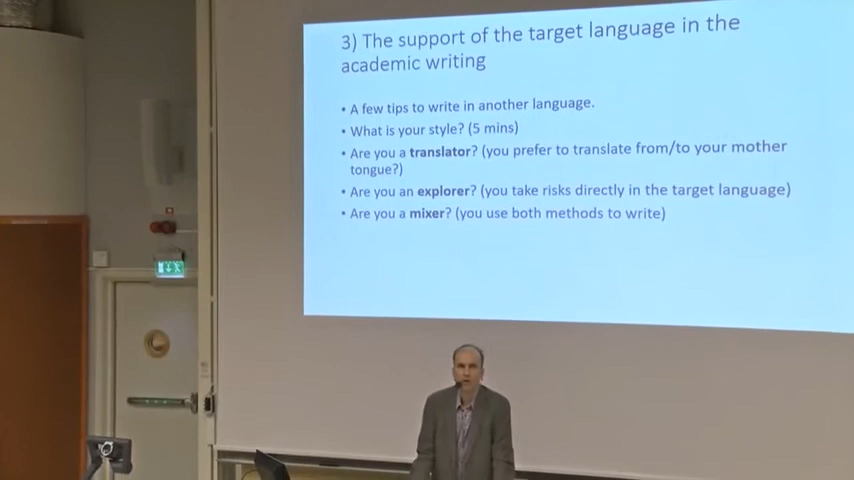 3) The support of the target language in the
academic writing
• A few tips to write in another language.
• What is your style? (5 mins)
• Are you a translator? (you prefer to translate from/to your mother
tongue?)
• Are you an explorer? (you take risks directly in the target language)
• Are you a mixer? (you use both methods to write)